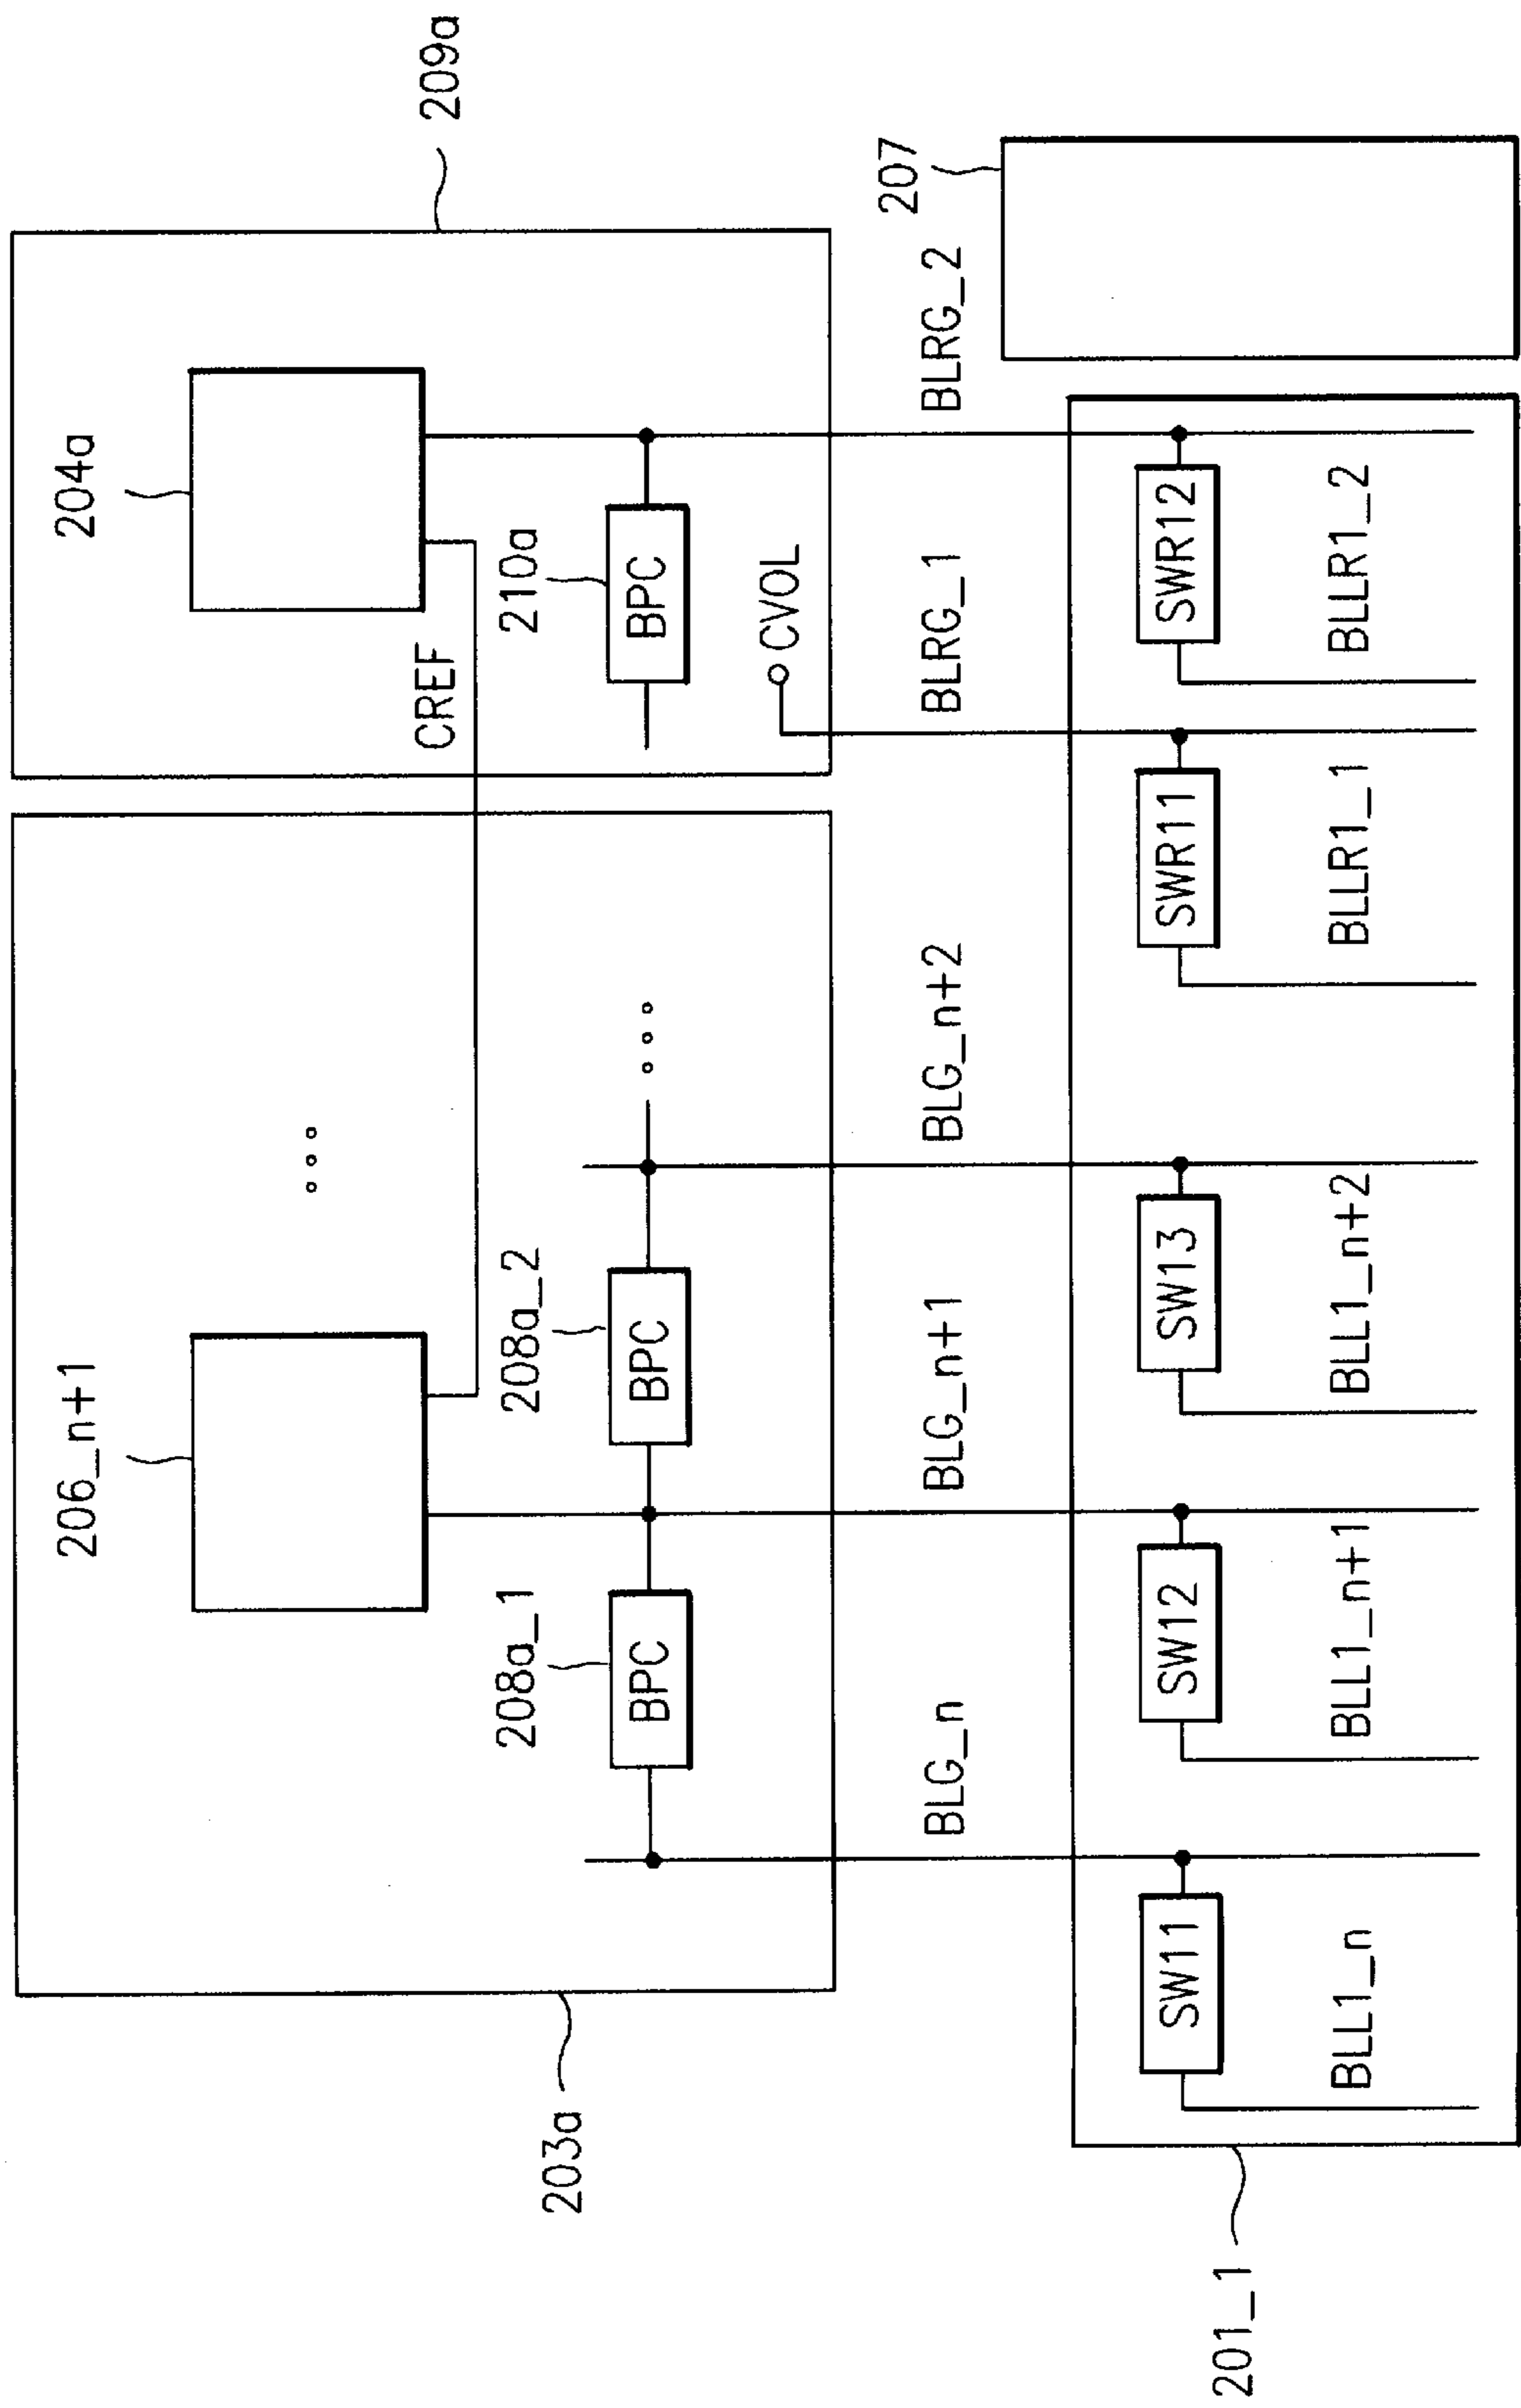 209a
204a
CREF
210a
BPC
CVOL
206_n+1
208a_1
BPC
208a_2
BPC
203a
BLG_n
BLG_n+1
BLG_n+2
BLRG_1
BLRG_2
207
SW11
SW12
SW13
SWR11
SWR12
BLL1_n
BLL1_n+1
BLL1_n+2
BLLR1_1
BLLR1_2
201_1